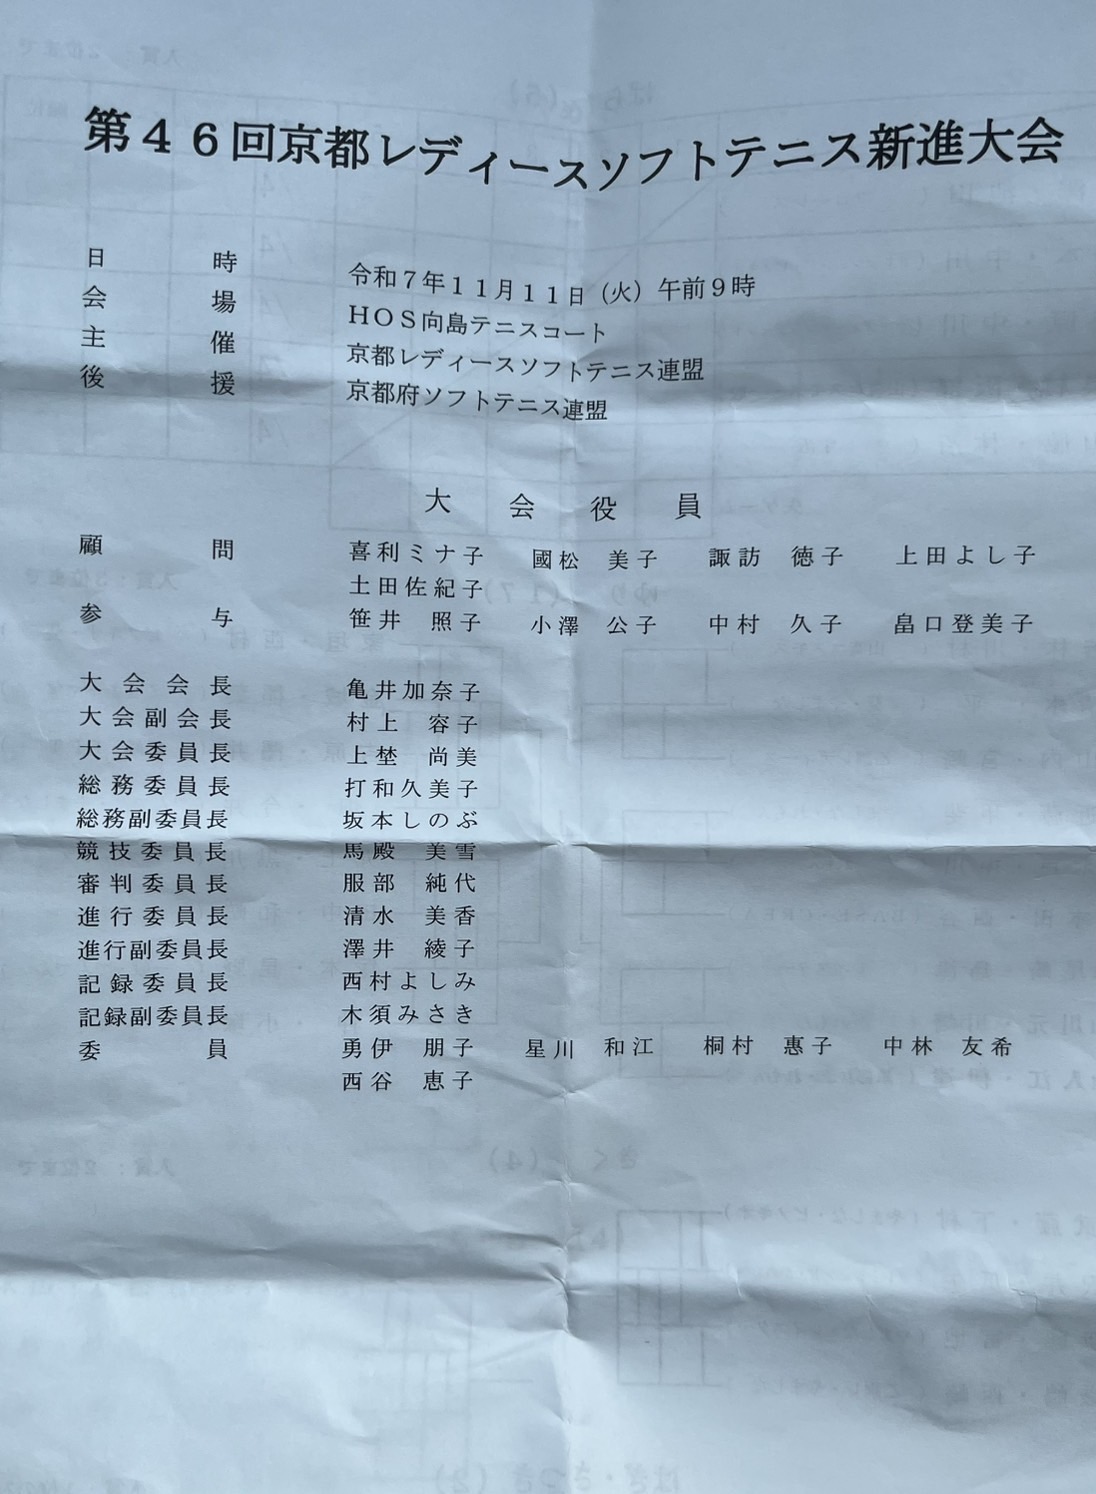 第４６回京都レディースソフトテニス新進大会
日時 令和７年１１月１１日（火）午前９時
会場 ＨＯＳ向島テニスコート
主催 京都レディースソフトテニス連盟
後援 京都府ソフトテニス連盟
大会役員
顧問 喜利ミナ子 國松 美子 諏訪 徳子 上田よし子
土田佐紀子
参与 笹井 照子 小澤 公子 中村 久子 畠口登美子
大会会長 亀井加奈子
大会副会長 村上 容子
大会委員長 上埜 尚美
総務委員長 打和久美子
総務副委員長 坂本しのぶ
競技委員長 馬殿 美雪
審判委員長 服部 純代
進行委員長 清水 美香
進行副委員長 澤井 綾子
記録委員長 西村よしみ
記録副委員長 木須みさき
委員 勇伊 朋子 星川 和江 桐村 惠子 中林 友希
西谷 恵子